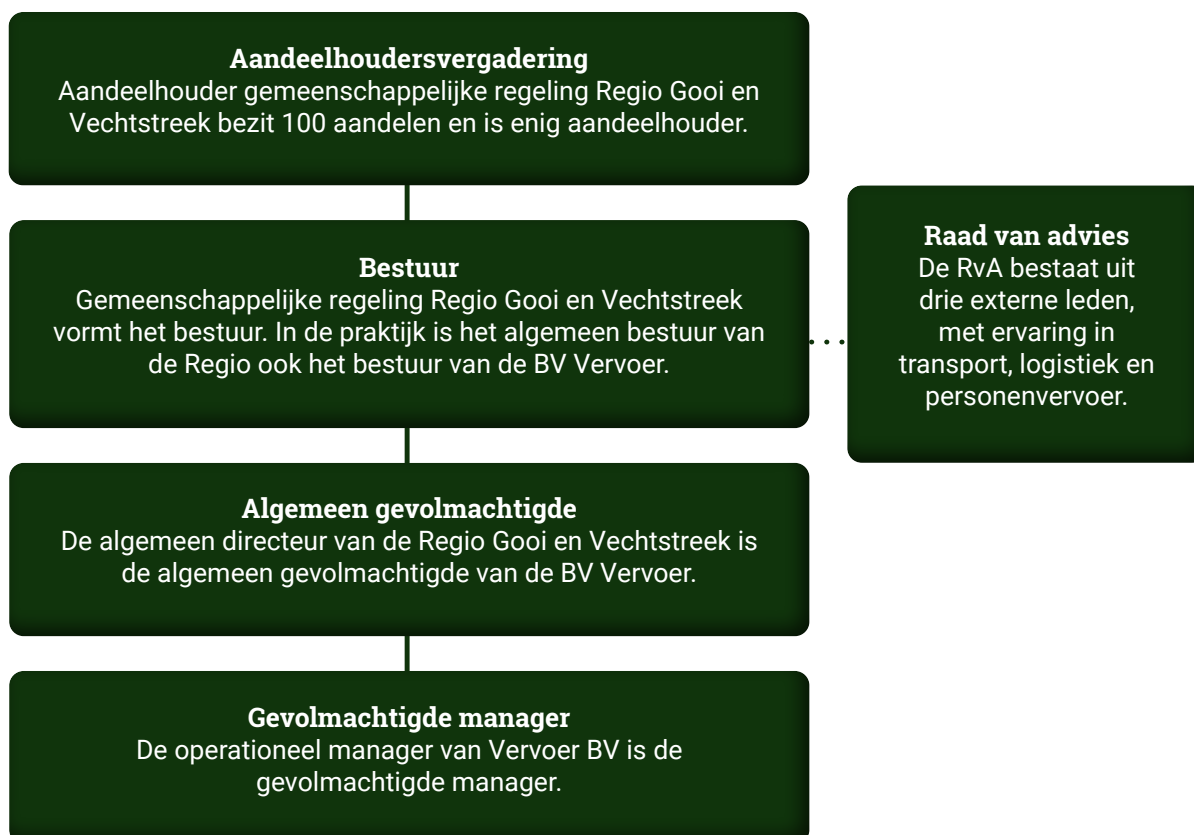 Aandeelhoudersvergadering
Aandeelhouder gemeenschappelijke regeling Regio Gooi en
Vechtstreek bezit 100 aandelen en is enig aandeelhouder.
Bestuur
Gemeenschappelijke regeling Regio Gooi en Vechtstreek
vormt het bestuur. In de praktijk is het algemeen bestuur van
de Regio ook het bestuur van de BV Vervoer.
Raad van advies
De RvA bestaat uit
drie externe leden,
met ervaring in
transport, logistiek en
personenvervoer.
Algemeen gevolmachtigde
De algemeen directeur van de Regio Gooi en Vechtstreek is
de algemeen gevolmachtigde van de BV Vervoer.
Gevolmachtigde manager
De operationeel manager van Vervoer BV is de
gevolmachtigde manager.